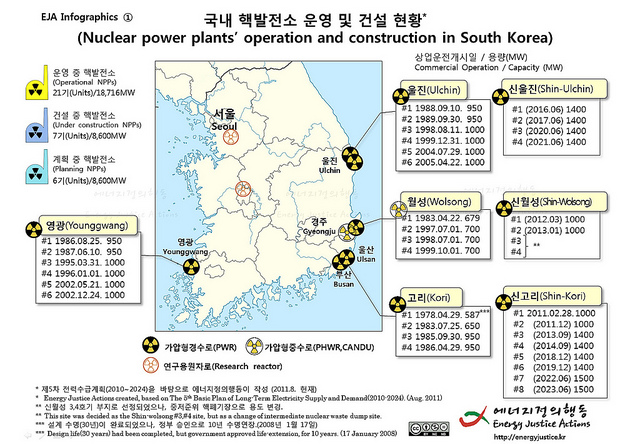 EJA Infographics ①
국내 핵발전소 운영 및 건설 현황*
(Nuclear power plants' operation and construction in South Korea)
운영 중 핵발전소
(Operational NPPs)
21기(Units)/18,716MW
건설 중 핵발전소
(Under construction NPPs)
7기(Units)/8,600MW
계획 중 핵발전소
(Planning NPPs)
6기(Units)/8,600MW
상업운전개시일 / 용량(MW)
Commercial Operation / Capacity (MW)
울진(Ulchin)
#1 1988.09.10. 950
#2 1989.09.30. 950
#3 1998.08.11. 1000
#4 1999.12.31. 1000
#5 2004.07.29. 1000
#6 2005.04.22. 1000
신울진(Shin-Ulchin)
#1 (2016.06) 1400
#2 (2017.06) 1400
#3 (2020.06) 1400
#4 (2021.06) 1400
서울
Seoul
울진
Ulchin
경주
Gyeongju
울산
Ulsan
부산
Busan
영광
Younggwang
월성(Wolsong)
#1 1983.04.22. 679
#2 1997.07.01. 700
#3 1998.07.01. 700
#4 1999.10.01. 700
신월성(Shin-Wolsong)
#1 (2012.03) 1000
#2 (2013.01) 1000
#3
#4
**
영광(Younggwang)
#1 1986.08.25. 950
#2 1987.06.10. 950
#3 1995.03.31. 1000
#4 1996.01.01. 1000
#5 2002.05.21. 1000
#6 2002.12.24. 1000
고리(Kori)
#1 1978.04.29. 587***
#2 1983.07.25. 650
#3 1985.09.30. 950
#4 1986.04.29. 950
신고리(Shin-Kori)
#1 2011.02.28. 1000
#2 (2011.12) 1000
#3 (2013.09) 1400
#4 (2014.09) 1400
#5 (2018.12) 1400
#6 (2019.12) 1400
#7 (2022.06) 1500
#8 (2023.06) 1500
가압형경수로(PWR)
가압형중수로(PHWR,CANDU)
연구용원자로(Research reactor)
* 제5차 전력수급계획(2010~2024)을 바탕으로 에너지정의행동이 작성 (2011.8. 현재)
* Energy Justice Actions created, based on The 5th Basic Plan of Long-Term Electricity Supply and Demand(2010-2024). (Aug. 2011)
** 신월성 3,4호기 부지로 선정되었으나, 중저준위 핵폐기장으로 용도 변경.
** This site was decided as the Shin-wolsong #3,#4 site, but as a change of intermediate nuclear waste dump site.
*** 설계 수명(30년)이 완료되었으나, 정부 승인으로 10년 수명연장.(2008년 1월 17일)
*** Design life(30 years) had been completed, but government approved life-extension, for 10 years. (17 January 2008)
에너지정의행동
Energy Justice Actions
http://energyjustice.kr